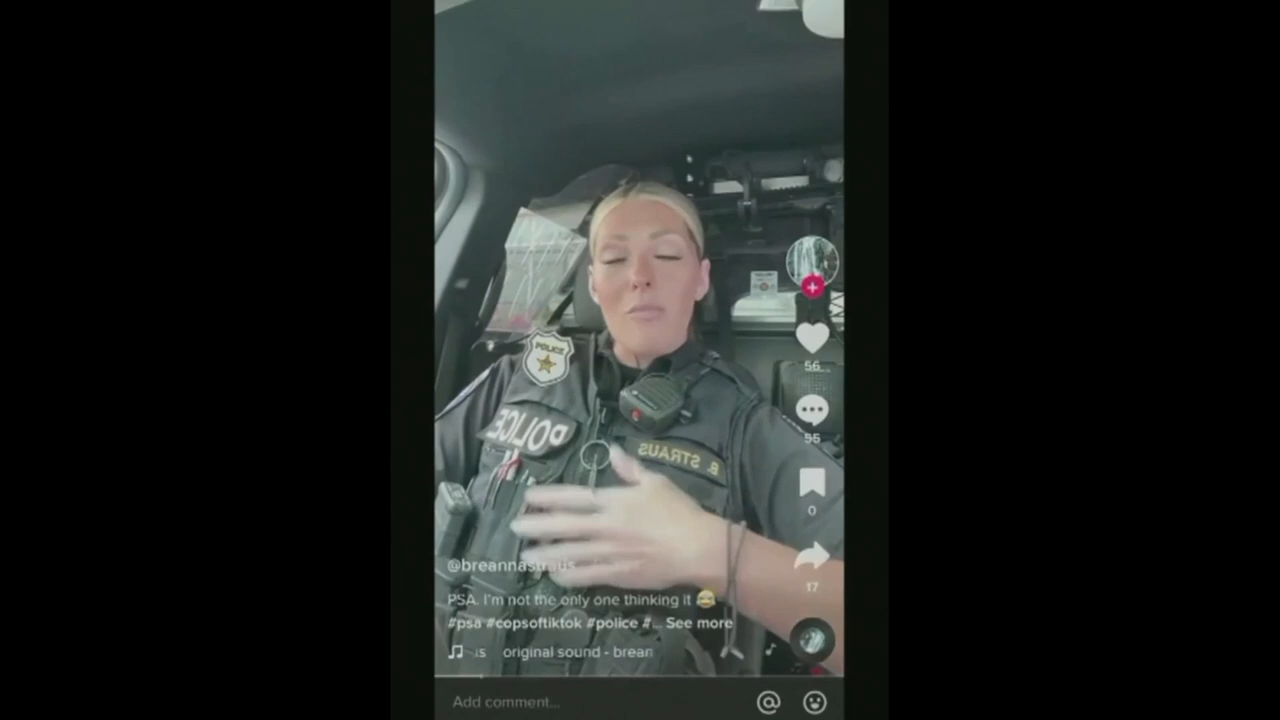 POLICE
POLICE
B. STRAUS
56...
55
0
17
@breannastraus
PSA. I'm not the only one thinking it 😂
#psa #copsoftiktok #police #... See more
is original sound - brean
Add comment...